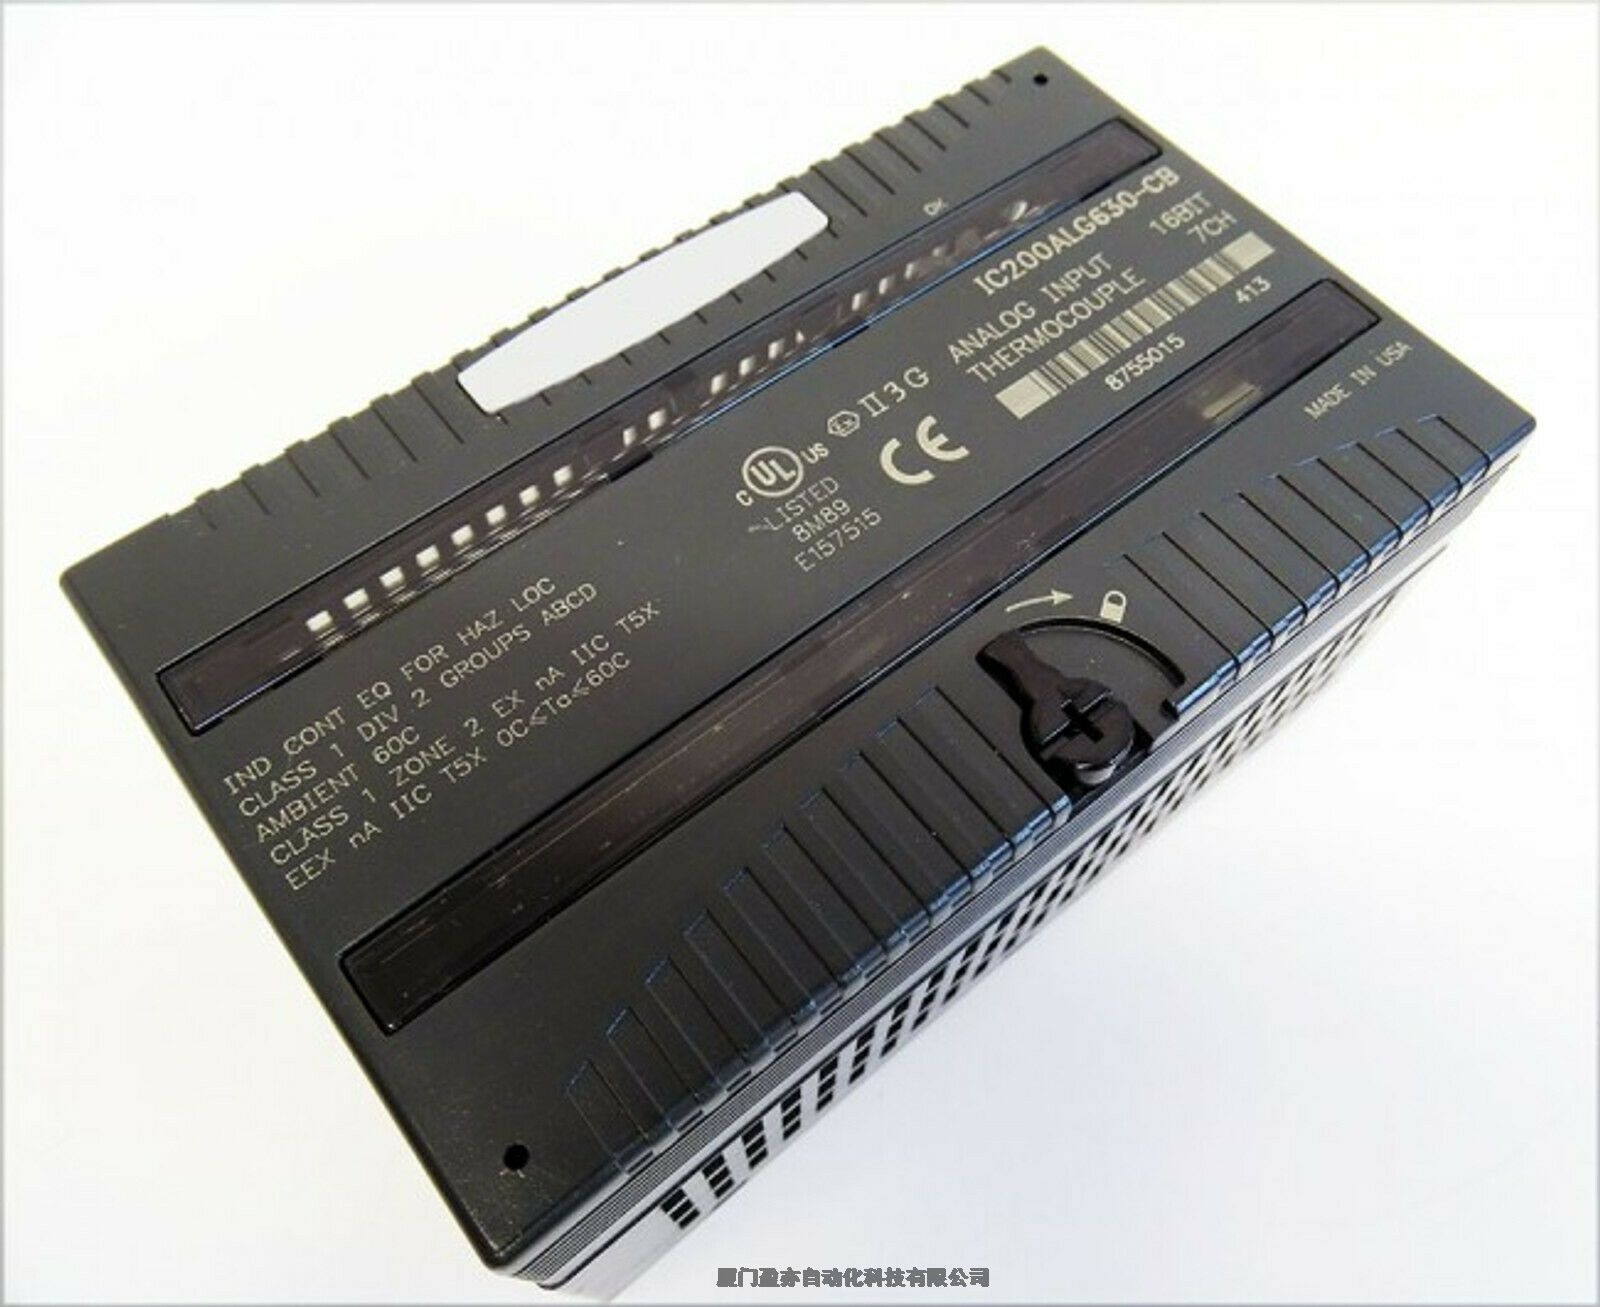 OK
IC200ALG630-CB
ANALOG INPUT 16BIT
THERMOCOUPLE 7CH
8755015 413
MADE IN USA
II 3 G
Ex
CE
C UL US
LISTED
8M89
E157515
IND CONT EQ FOR HAZ LOC
CLASS 1 DIV 2 GROUPS ABCD
AMBIENT 60C
CLASS 1 ZONE 2 EX nA IIC T5X
EEX nA IIC T5X 0C≤Ta≤60C
厦门盈亦自动化科技有限公司